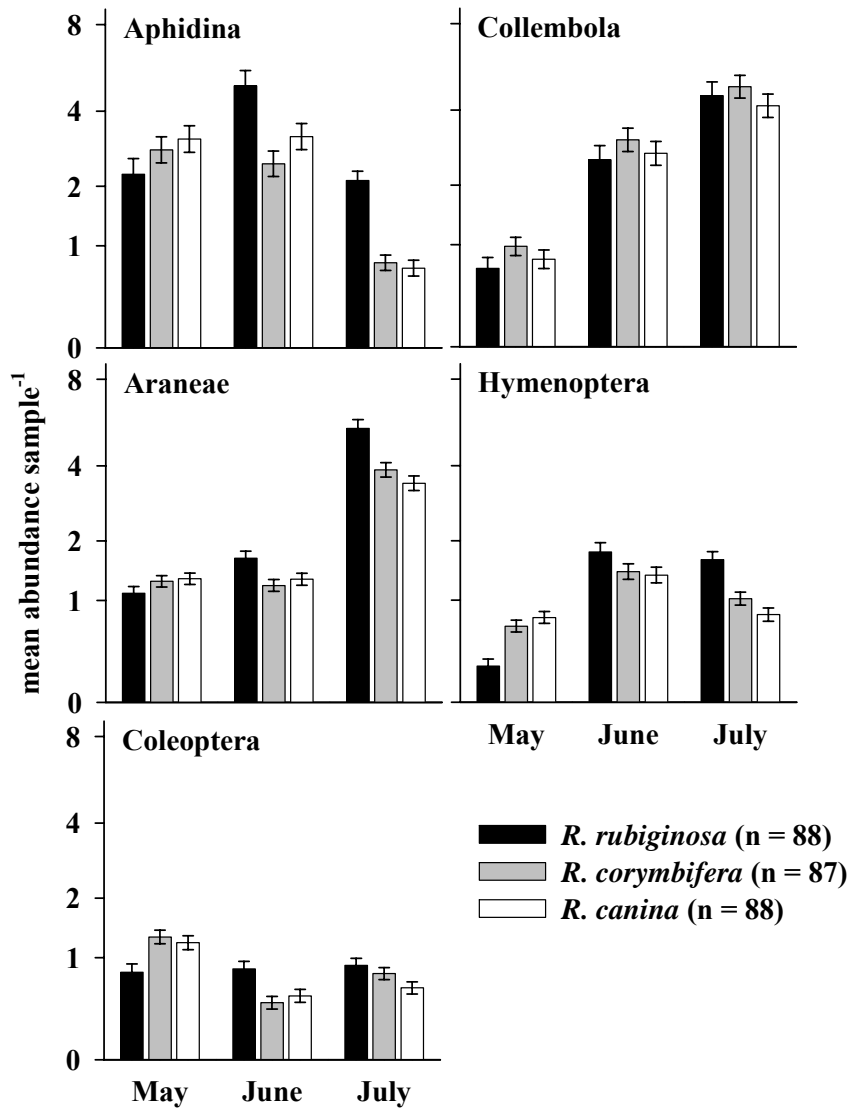 mean abundance sample⁻¹
Aphidina
8
4
2
1
0
Collembola
Araneae
8
4
2
1
0
Hymenoptera
May June July
Coleoptera
8
4
2
1
0
May June July
R. rubiginosa (n = 88)
R. corymbifera (n = 87)
R. canina (n = 88)